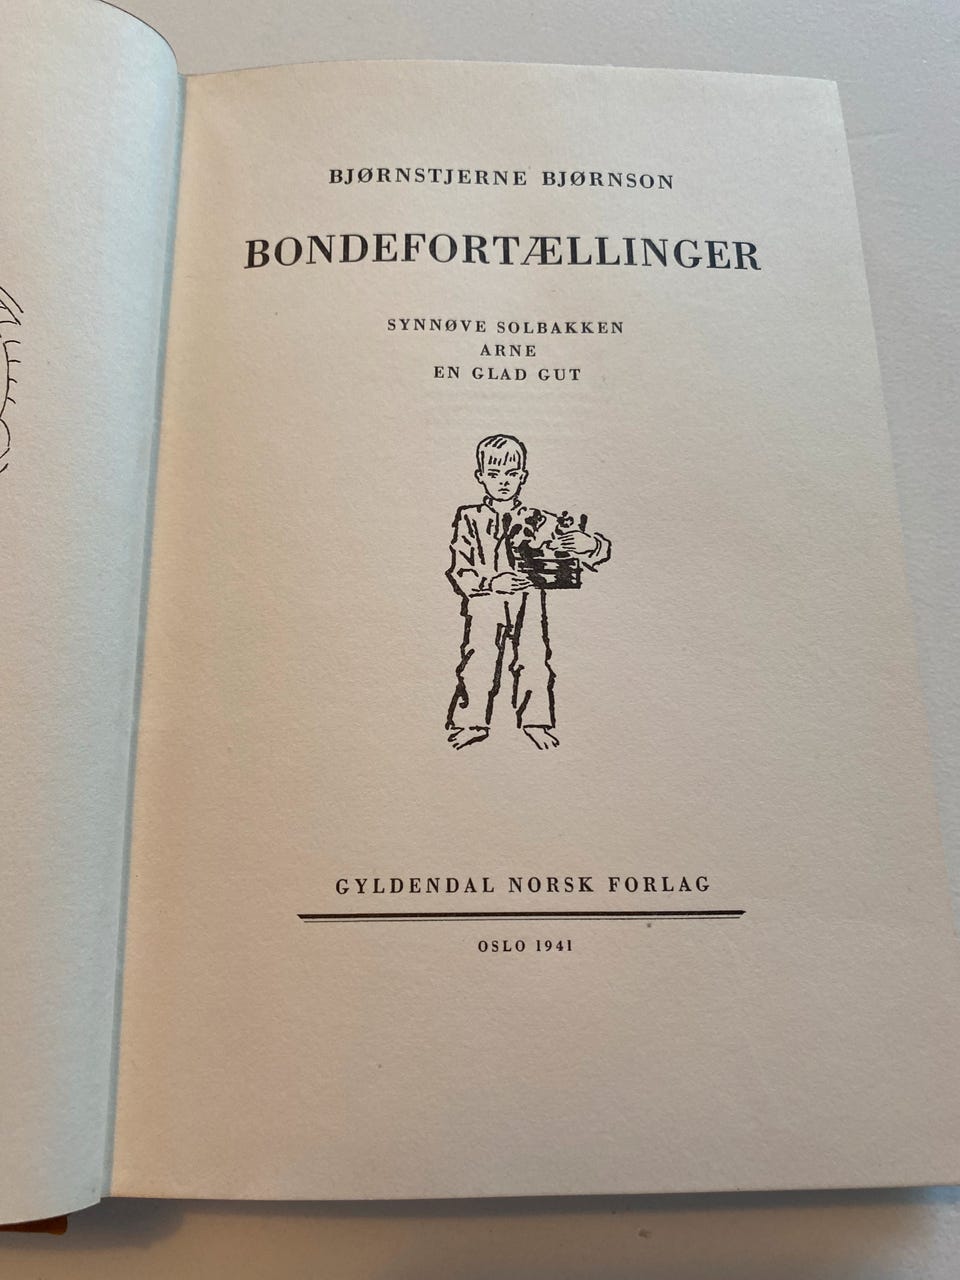 BJØRNSTJERNE BJØRNSON
BONDEFORTÆLLINGER
SYNNØVE SOLBAKKEN
ARNE
EN GLAD GUT
GYLDENDAL NORSK FORLAG
OSLO 1941